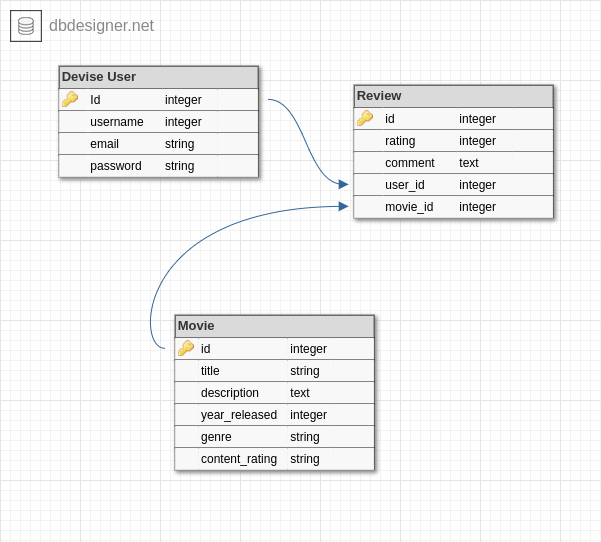 dbdesigner.net
Devise User
Id integer
username integer
email string
password string
Review
id integer
rating integer
comment text
user_id integer
movie_id integer
Movie
id integer
title string
description text
year_released integer
genre string
content_rating string